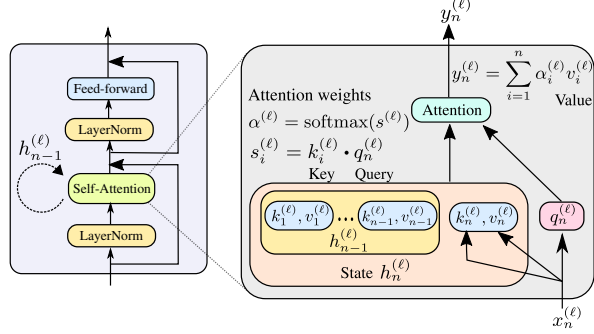 Feed-forward
LayerNorm
h_{n-1}^{(ℓ)}
Self-Attention
LayerNorm
y_n^{(ℓ)}
y_n^{(ℓ)} = \sum_{i=1}^{n} α_i^{(ℓ)} v_i^{(ℓ)}
Value
Attention weights
α^{(ℓ)} = softmax(s^{(ℓ)})
s_i^{(ℓ)} = k_i^{(ℓ)} · q_n^{(ℓ)}
Key Query
Attention
k_1^{(ℓ)}, v_1^{(ℓ)} ... k_{n-1}^{(ℓ)}, v_{n-1}^{(ℓ)}
h_{n-1}^{(ℓ)}
k_n^{(ℓ)}, v_n^{(ℓ)}
q_n^{(ℓ)}
State h_n^{(ℓ)}
x_n^{(ℓ)}